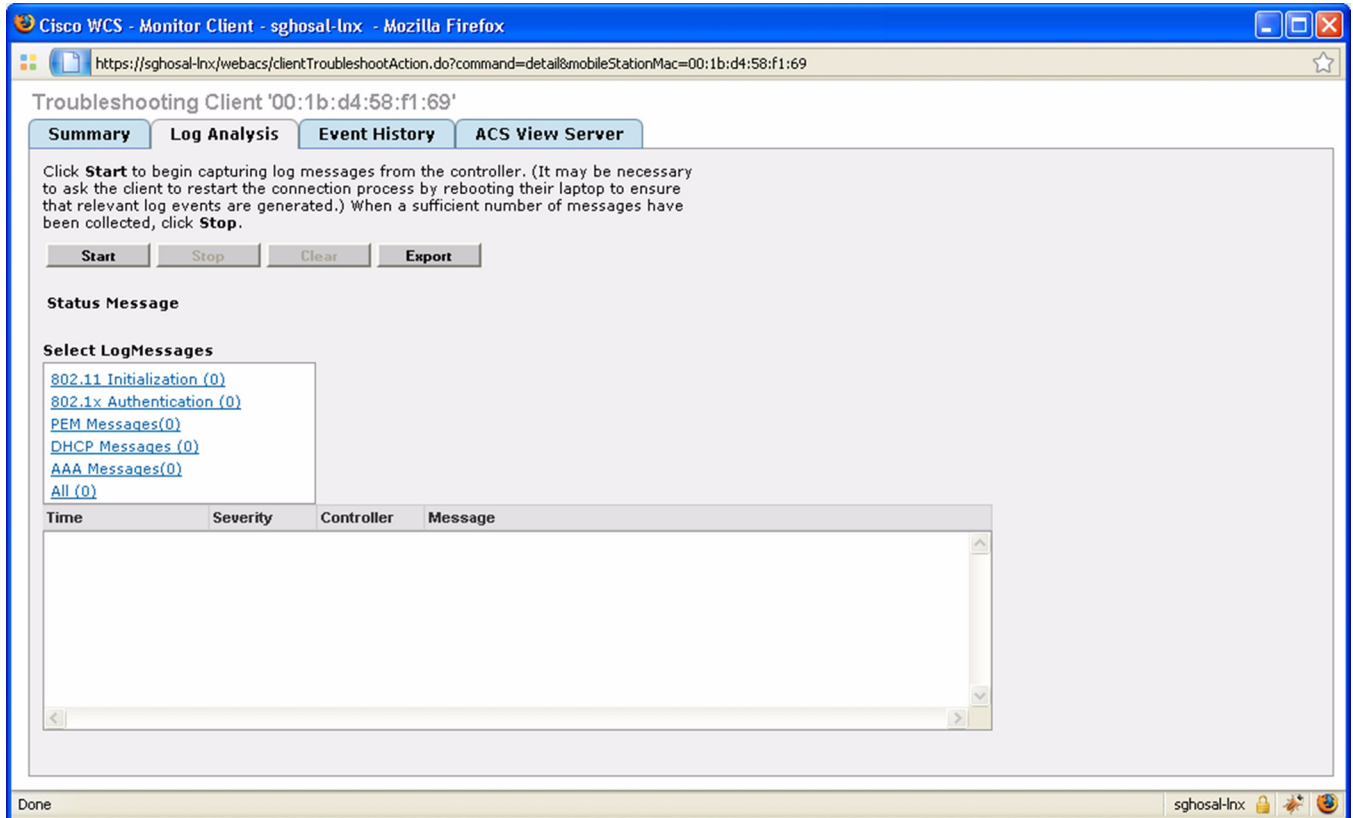 Cisco WCS - Monitor Client - sghosal-lnx - Mozilla Firefox
https://sghosal-lnx/webacs/clientTroubleshootAction.do?command=detail&mobileStationMac=00:1b:d4:58:f1:69
Troubleshooting Client '00:1b:d4:58:f1:69'
Summary Log Analysis Event History ACS View Server
Click Start to begin capturing log messages from the controller. (It may be necessary
to ask the client to restart the connection process by rebooting their laptop to ensure
that relevant log events are generated.) When a sufficient number of messages have
been collected, click Stop.
Start Stop Clear Export
Status Message
Select LogMessages
802.11 Initialization (0)
802.1x Authentication (0)
PEM Messages(0)
DHCP Messages (0)
AAA Messages(0)
All (0)
Time Severity Controller Message
Done sghosal-lnx